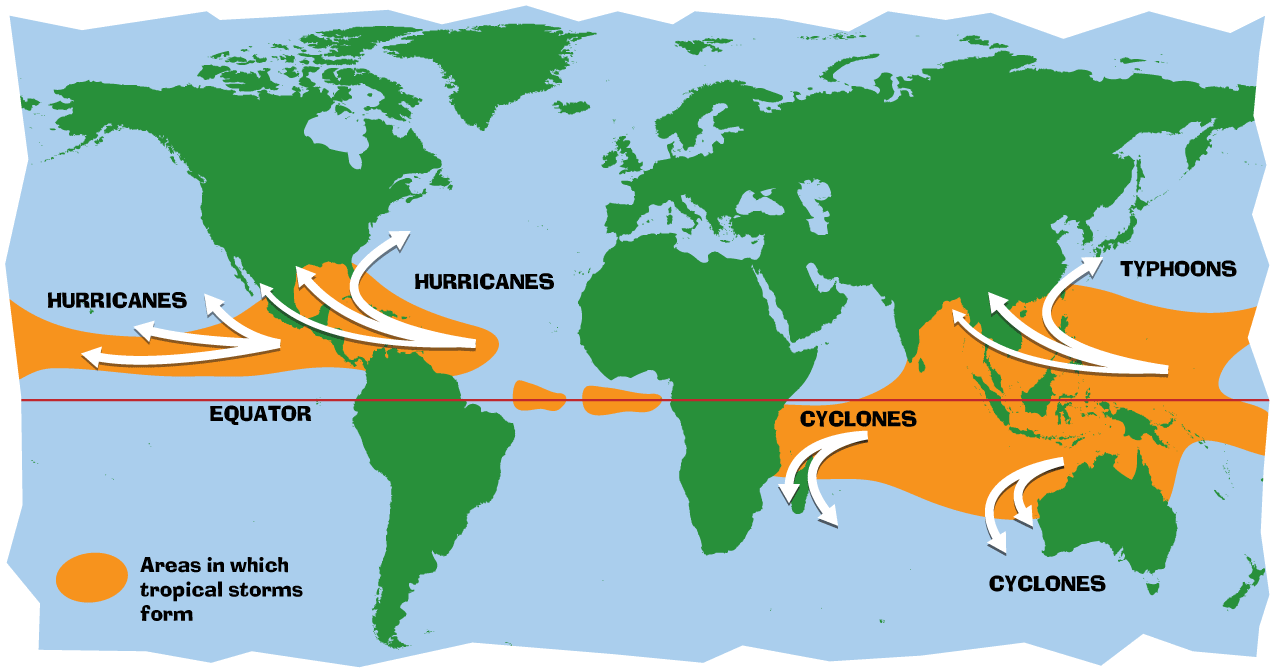 TYPHOONS
HURRICANES
HURRICANES
EQUATOR
CYCLONES
Areas in which
tropical storms
form
CYCLONES